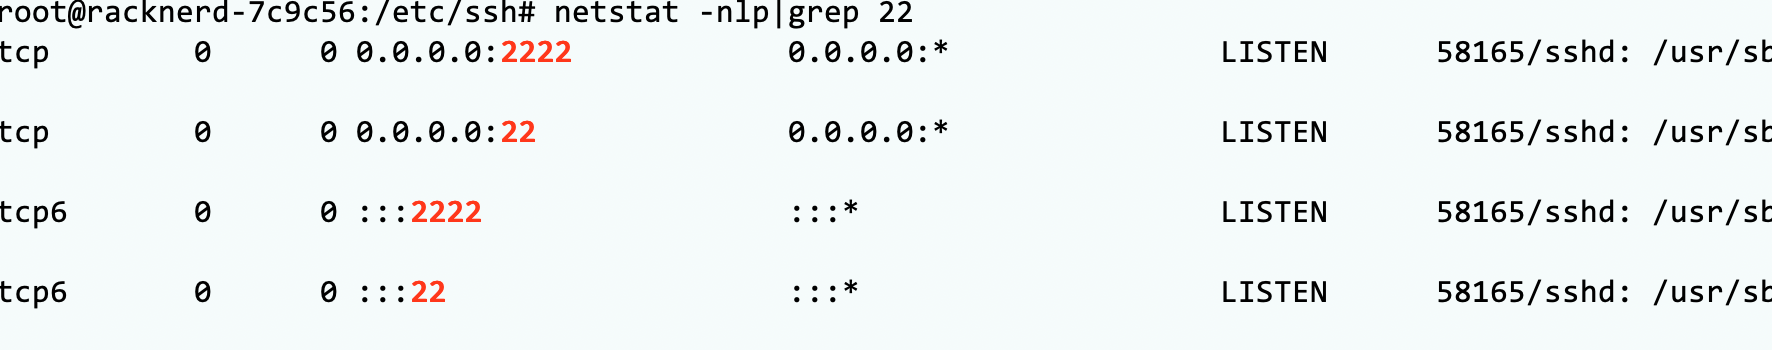 root@racknerd-7c9c56:/etc/ssh# netstat -nlp|grep 22
tcp        0      0 0.0.0.0:2222            0.0.0.0:*               LISTEN      58165/sshd: /usr/sb
tcp        0      0 0.0.0.0:22              0.0.0.0:*               LISTEN      58165/sshd: /usr/sb
tcp6       0      0 :::2222                 :::*                    LISTEN      58165/sshd: /usr/sb
tcp6       0      0 :::22                   :::*                    LISTEN      58165/sshd: /usr/sb